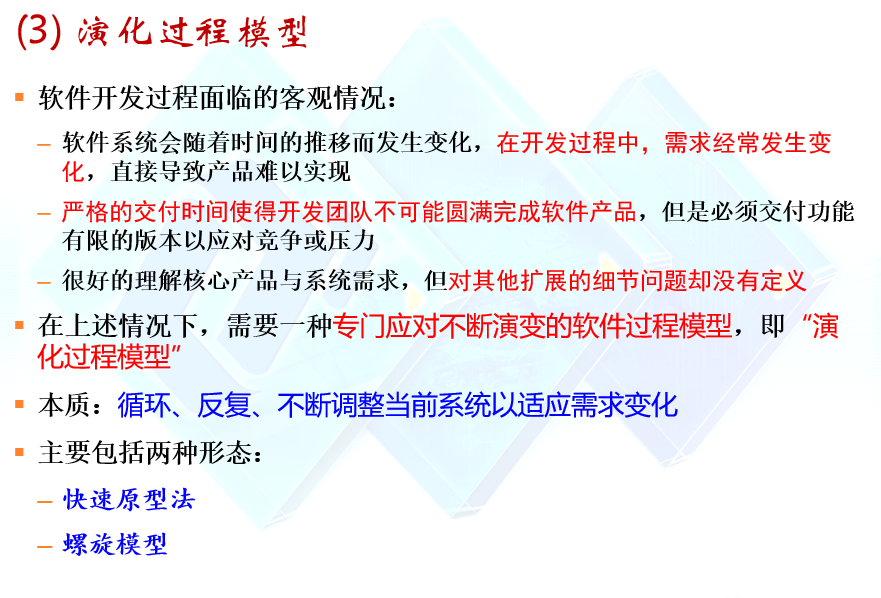 (3) 演化过程模型
▪ 软件开发过程面临的客观情况：
– 软件系统会随着时间的推移而发生变化，在开发过程中，需求经常发生变
化，直接导致产品难以实现
– 严格的交付时间使得开发团队不可能圆满完成软件产品，但是必须交付功能
有限的版本以应对竞争或压力
– 很好的理解核心产品与系统需求，但对其他扩展的细节问题却没有定义
▪ 在上述情况下，需要一种专门应对不断演变的软件过程模型，即“演
化过程模型”
▪ 本质：循环、反复、不断调整当前系统以适应需求变化
▪ 主要包括两种形态：
– 快速原型法
– 螺旋模型